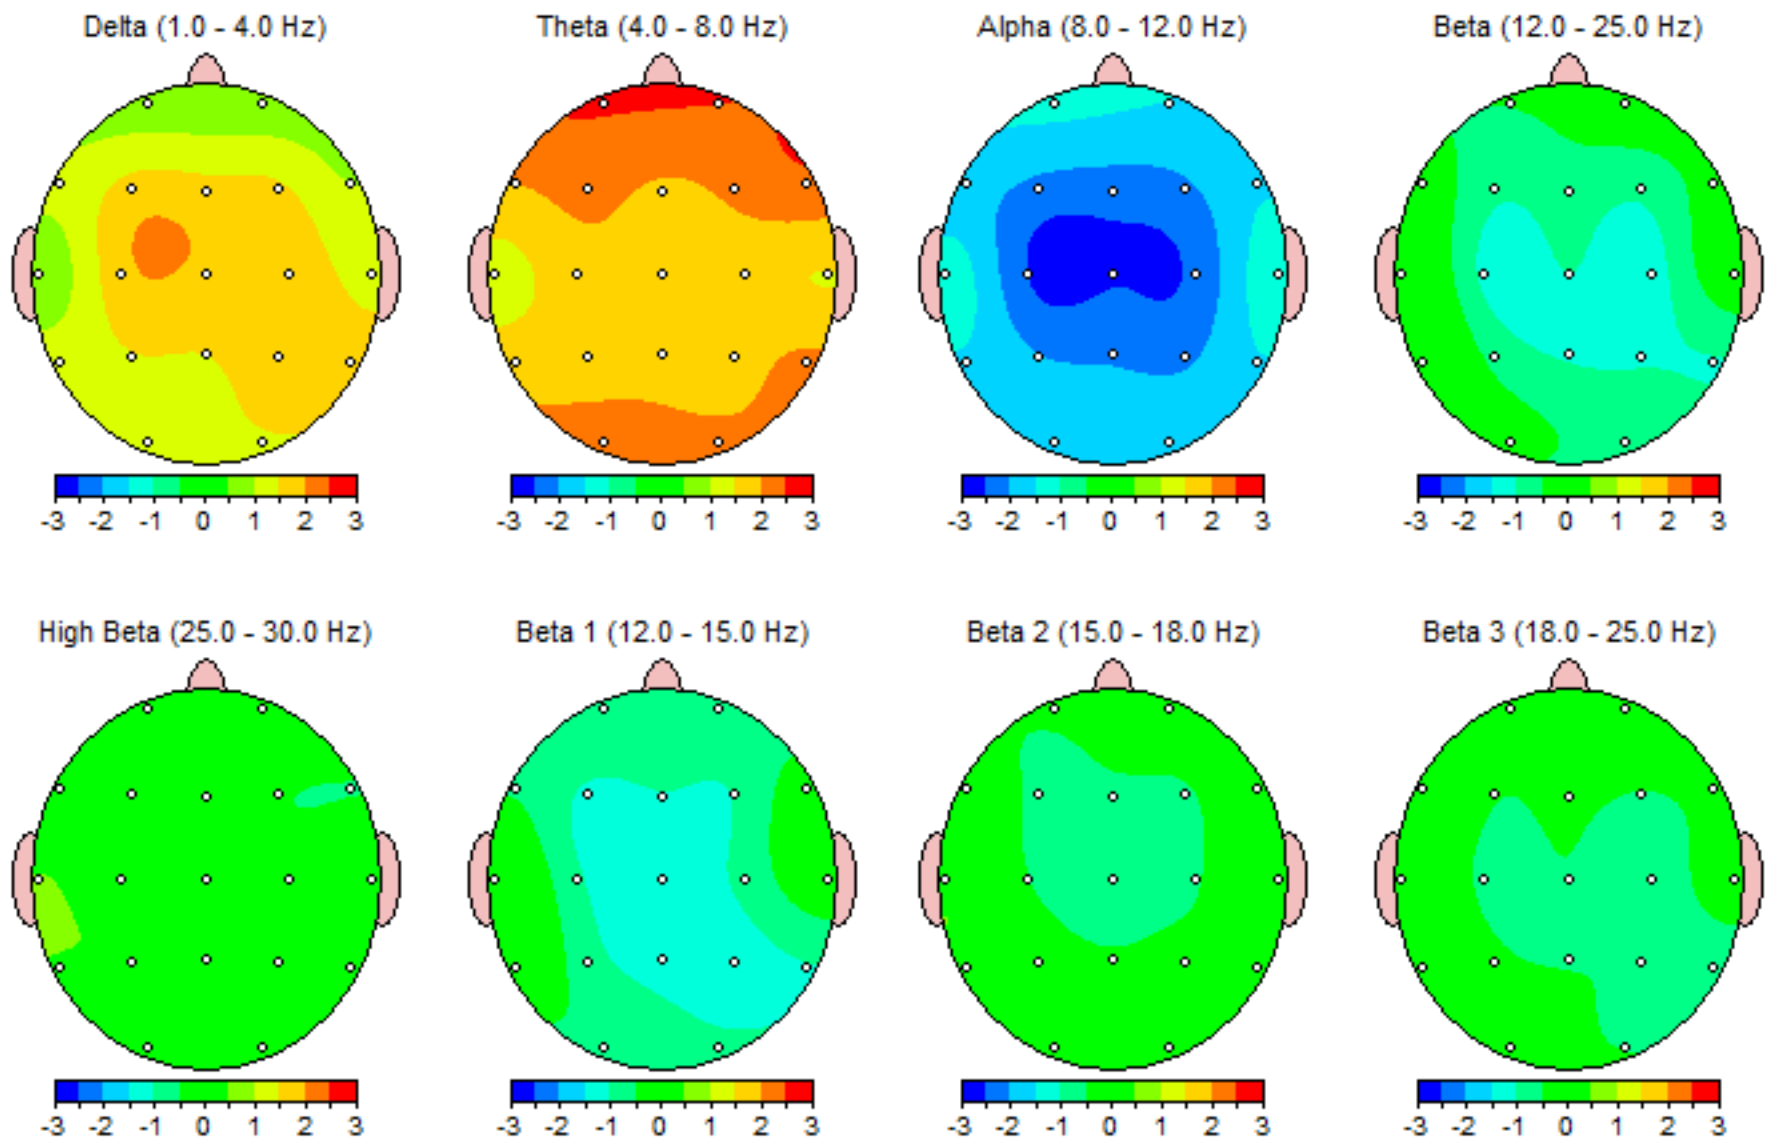 Delta (1.0 - 4.0 Hz)
Theta (4.0 - 8.0 Hz)
Alpha (8.0 - 12.0 Hz)
Beta (12.0 - 25.0 Hz)
-3 -2 -1 0 1 2 3
-3 -2 -1 0 1 2 3
-3 -2 -1 0 1 2 3
-3 -2 -1 0 1 2 3
High Beta (25.0 - 30.0 Hz)
Beta 1 (12.0 - 15.0 Hz)
Beta 2 (15.0 - 18.0 Hz)
Beta 3 (18.0 - 25.0 Hz)
-3 -2 -1 0 1 2 3
-3 -2 -1 0 1 2 3
-3 -2 -1 0 1 2 3
-3 -2 -1 0 1 2 3